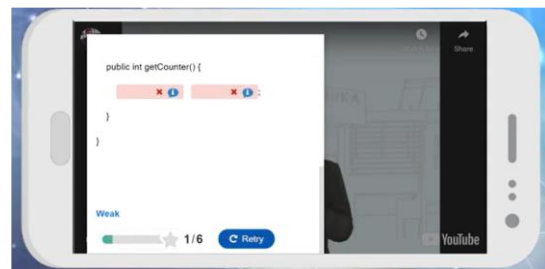 Share
public int getCounter() {
;
}
}
Weak
1/6
Retry
YouTube